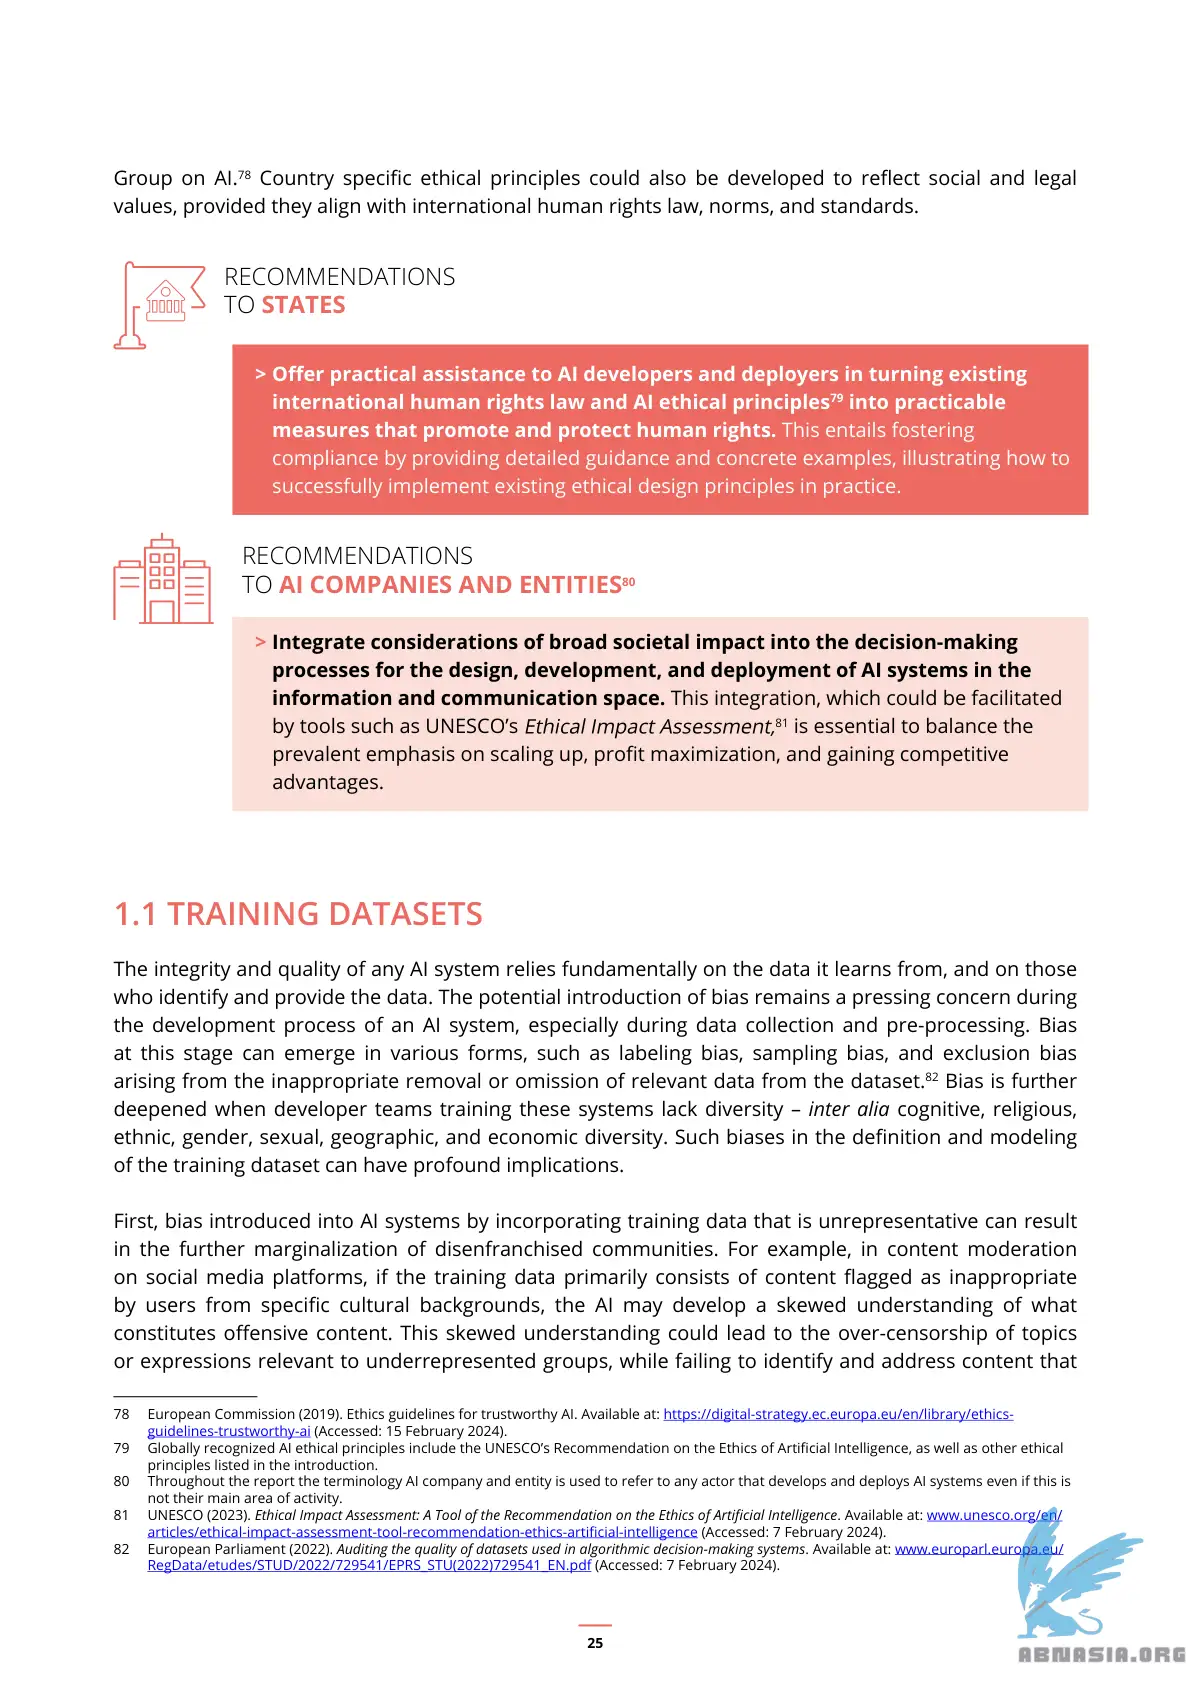 Group on AI.78 Country specific ethical principles could also be developed to reflect social and legal
values, provided they align with international human rights law, norms, and standards.
RECOMMENDATIONS
TO STATES
> Offer practical assistance to AI developers and deployers in turning existing
international human rights law and AI ethical principles79 into practicable
measures that promote and protect human rights. This entails fostering
compliance by providing detailed guidance and concrete examples, illustrating how to
successfully implement existing ethical design principles in practice.
RECOMMENDATIONS
TO AI COMPANIES AND ENTITIES80
> Integrate considerations of broad societal impact into the decision-making
processes for the design, development, and deployment of AI systems in the
information and communication space. This integration, which could be facilitated
by tools such as UNESCO’s Ethical Impact Assessment,81 is essential to balance the
prevalent emphasis on scaling up, profit maximization, and gaining competitive
advantages.
1.1 TRAINING DATASETS
The integrity and quality of any AI system relies fundamentally on the data it learns from, and on those
who identify and provide the data. The potential introduction of bias remains a pressing concern during
the development process of an AI system, especially during data collection and pre-processing. Bias
at this stage can emerge in various forms, such as labeling bias, sampling bias, and exclusion bias
arising from the inappropriate removal or omission of relevant data from the dataset.82 Bias is further
deepened when developer teams training these systems lack diversity – inter alia cognitive, religious,
ethnic, gender, sexual, geographic, and economic diversity. Such biases in the definition and modeling
of the training dataset can have profound implications.
First, bias introduced into AI systems by incorporating training data that is unrepresentative can result
in the further marginalization of disenfranchised communities. For example, in content moderation
on social media platforms, if the training data primarily consists of content flagged as inappropriate
by users from specific cultural backgrounds, the AI may develop a skewed understanding of what
constitutes offensive content. This skewed understanding could lead to the over-censorship of topics
or expressions relevant to underrepresented groups, while failing to identify and address content that
78 European Commission (2019). Ethics guidelines for trustworthy AI. Available at: https://digital-strategy.ec.europa.eu/en/library/ethics-
guidelines-trustworthy-ai (Accessed: 15 February 2024).
79 Globally recognized AI ethical principles include the UNESCO’s Recommendation on the Ethics of Artificial Intelligence, as well as other ethical
principles listed in the introduction.
80 Throughout the report the terminology AI company and entity is used to refer to any actor that develops and deploys AI systems even if this is
not their main area of activity.
81 UNESCO (2023). Ethical Impact Assessment: A Tool of the Recommendation on the Ethics of Artificial Intelligence. Available at: www.unesco.org/en/
articles/ethical-impact-assessment-tool-recommendation-ethics-artificial-intelligence (Accessed: 7 February 2024).
82 European Parliament (2022). Auditing the quality of datasets used in algorithmic decision-making systems. Available at: www.europarl.europa.eu/
RegData/etudes/STUD/2022/729541/EPRS_STU(2022)729541_EN.pdf (Accessed: 7 February 2024).
25
ABNASIA.ORG